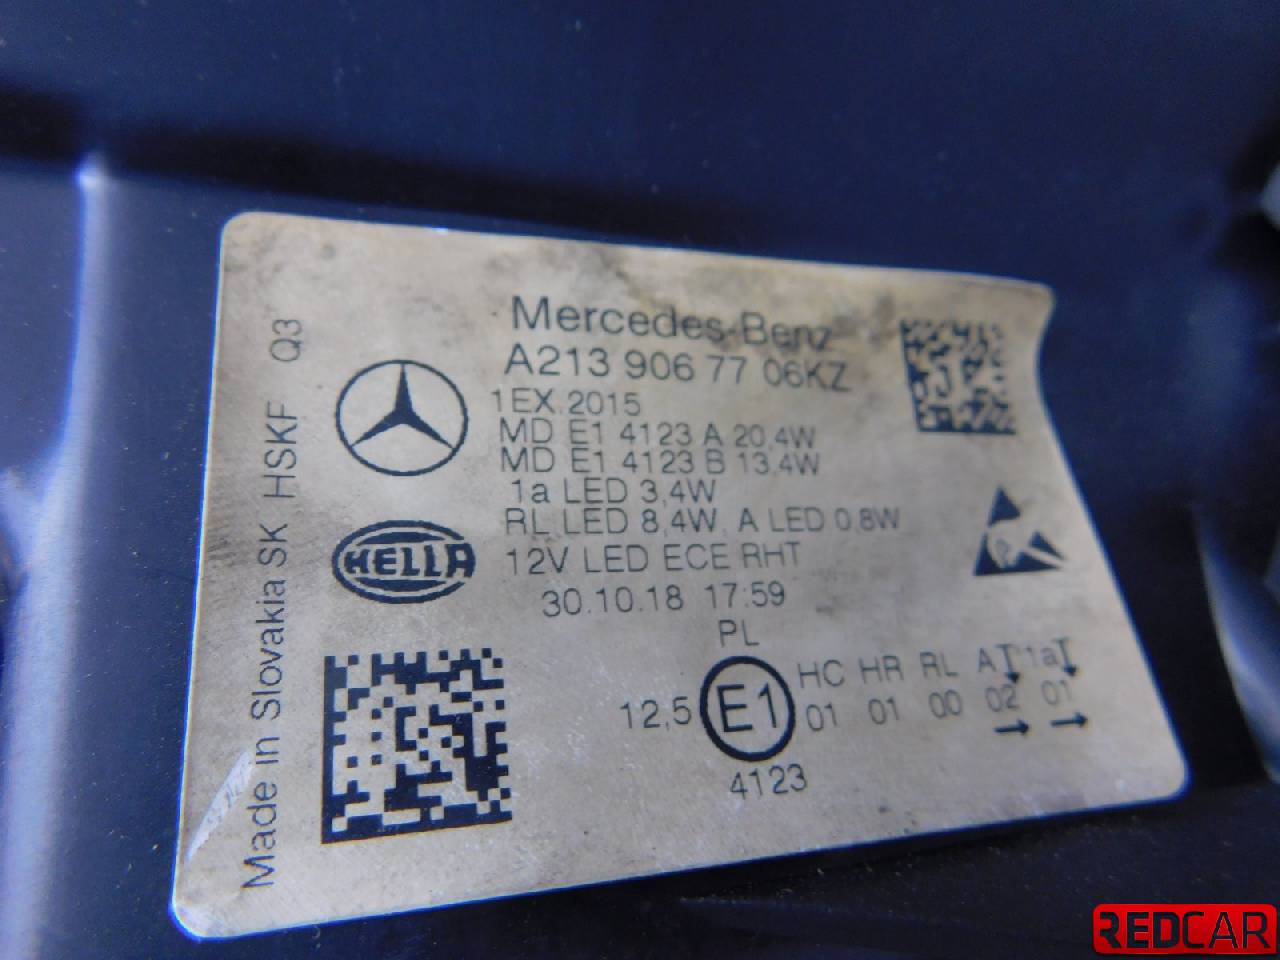 Mercedes-Benz
A213 906 77 06KZ
1EX 2015
MD E1 4123 A 20,4W
MD E1 4123 B 13,4W
1a LED 3,4W
RL LED 8,4W, A LED 0,8W
12V LED ECE RHT
30.10.18 17:59
PL
HELLA
Made in Slovakia SK HSKF Q3
HC HR RL A 1a
12,5 E1 01 01 00 02 01
4123
REDCAR